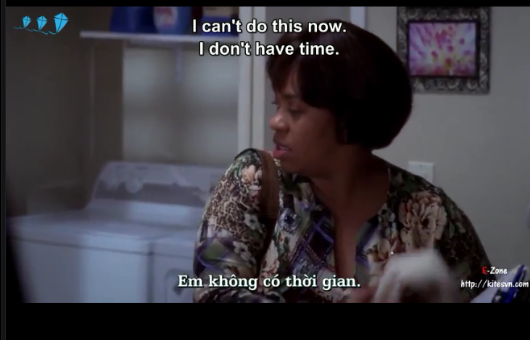 I can't do this now.
I don't have time.
Em không có thời gian.
E-Zone
http://kitesvn.com